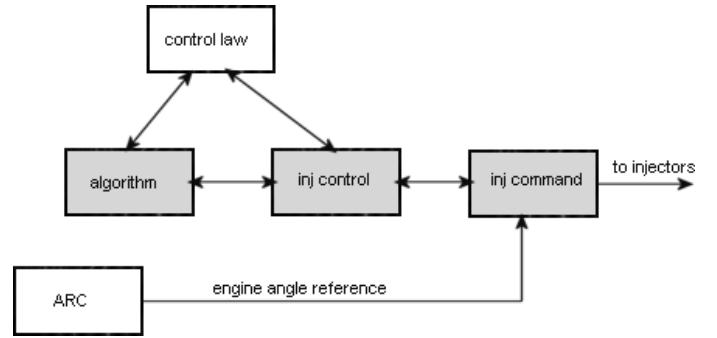 control law
algorithm
inj control
inj command
to injectors
engine angle reference
ARC